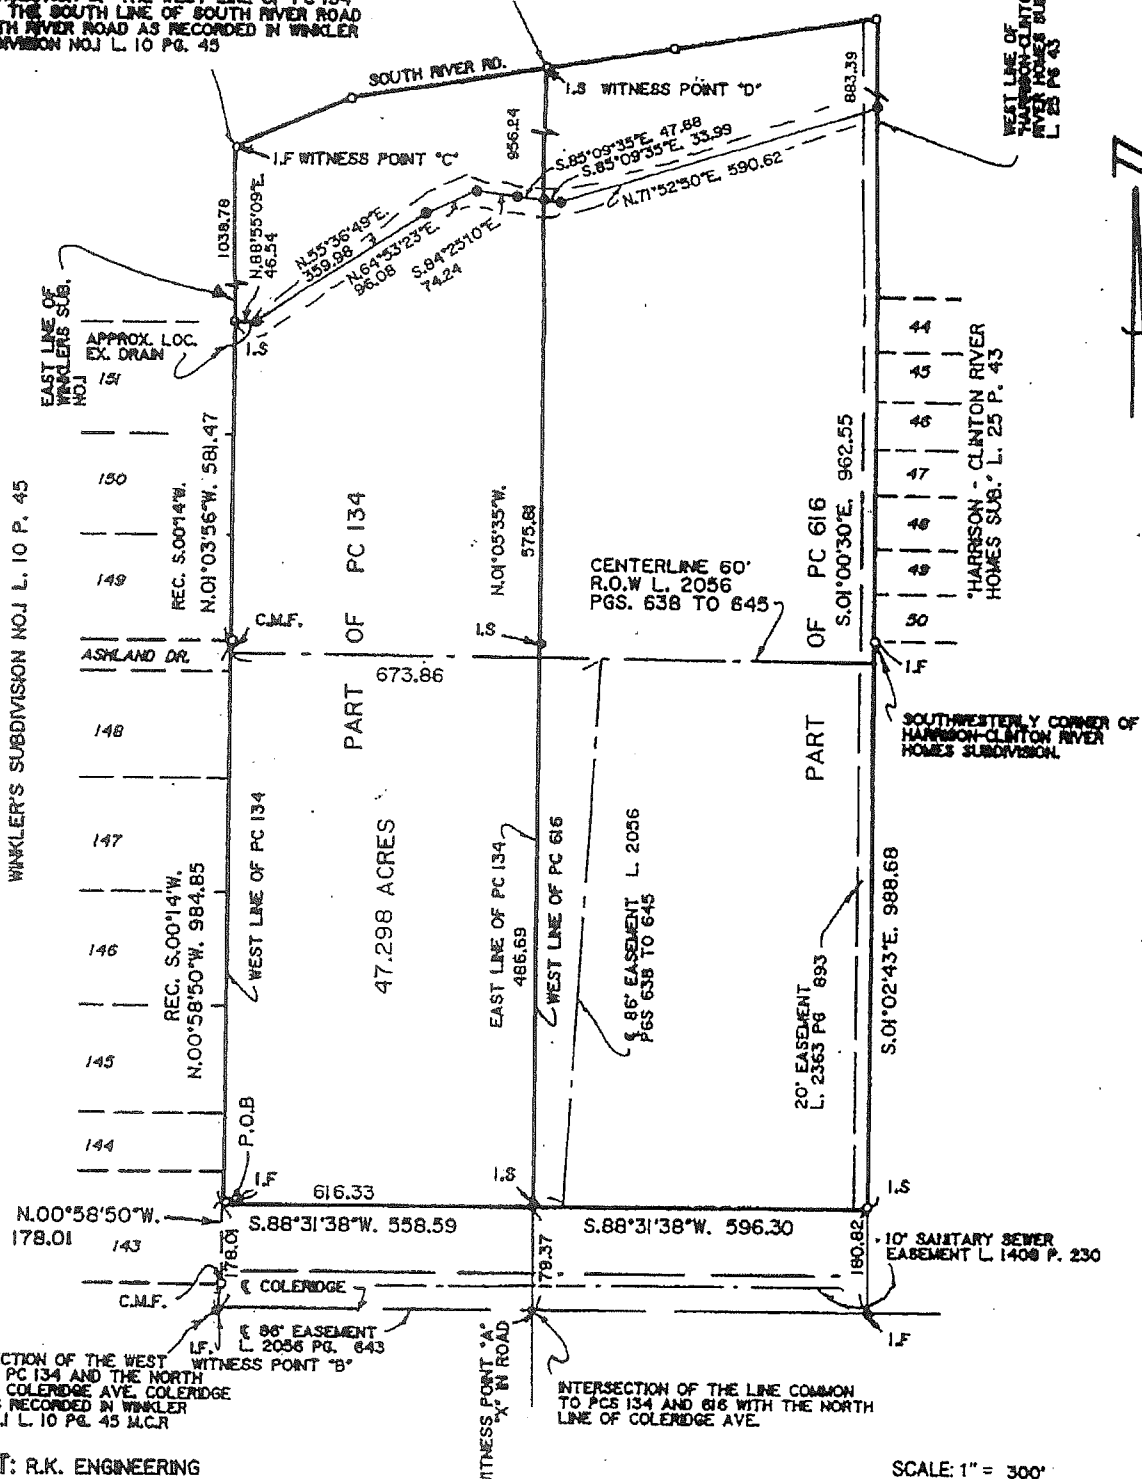 THE SOUTH LINE OF SOUTH RIVER ROAD
TH RIVER ROAD AS RECORDED IN WINKLER
DIVISION NO.1 L. 10 PG. 45
SOUTH RIVER RD.
I.S WITNESS POINT "D"
I.F WITNESS POINT "C"
WEST LINE OF
"HARRISON-CLINTO
RIVER HOMES SU
L. 25 PG 43
883.39
956.24
S.85°09'35"E. 47.88
S.85°09'35"E. 33.99
N.71°52'50"E. 590.62
1038.78
N.88°55'09"E.
46.54
N.55°36'49"E.
359.98
N.64°53'23"E.
96.08
S.84°25'10"E.
74.24
EAST LINE OF
WINKLERS SUB.
NO.1
APPROX. LOC.
EX. DRAIN
I.S
151
150
149
WINKLER'S SUBDIVISION NO.1 L. 10 P. 45
REC. S.00°14'W.
N.01°03'56"W. 581.47
PART OF PC 134
N.01°05'35"W.
575.88
CENTERLINE 60'
R.O.W L. 2056
PGS. 638 TO 645
PART OF PC 616
S.01°00'30"E. 962.55
44
45
46
47
48
49
50
"HARRISON - CLINTON RIVER
HOMES SUB." L. 25 P. 43
C.M.F.
I.S
ASHLAND DR.
673.86
I.F
SOUTHWESTERLY CORNER OF
HARRISON-CLINTON RIVER
HOMES SUBDIVISION.
148
147
146
145
144
REC. S.00°14'W.
N.00°58'50"W. 984.85
WEST LINE OF PC 134
47.298 ACRES
EAST LINE OF PC 134
486.69
WEST LINE OF PC 616
℄ 86' EASEMENT L. 2056
PGS 638 TO 645
20' EASEMENT
L. 2363 PG 893
S.01°02'43"E. 988.68
P.O.B
I.F
616.33
I.S
I.S
N.00°58'50"W.
178.01
143
S.88°31'38"W. 558.59
S.88°31'38"W. 596.30
178.01
179.37
180.82
10' SANITARY SEWER
EASEMENT L. 1408 P. 230
C.M.F.
℄ COLERIDGE
℄ 86' EASEMENT
L. 2056 PG. 643
I.F.
WITNESS POINT "B"
I.F
CTION OF THE WEST
PC 134 AND THE NORTH
COLERIDGE AVE. COLERIDGE
RECORDED IN WINKLER
.1 L. 10 PG. 45 M.C.R
WITNESS POINT "A"
"X" IN ROAD
INTERSECTION OF THE LINE COMMON
TO PCS 134 AND 616 WITH THE NORTH
LINE OF COLERIDGE AVE.
T: R.K. ENGINEERING
SCALE: 1" = 300'